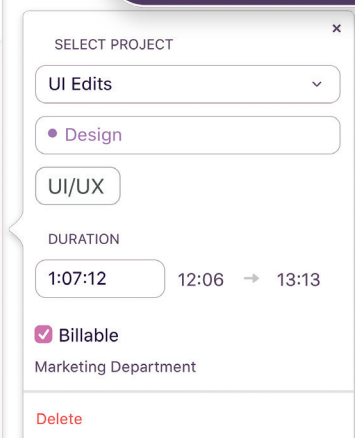 SELECT PROJECT
UI Edits
Design
UI/UX
DURATION
1:07:12 12:06 → 13:13
Billable
Marketing Department
Delete